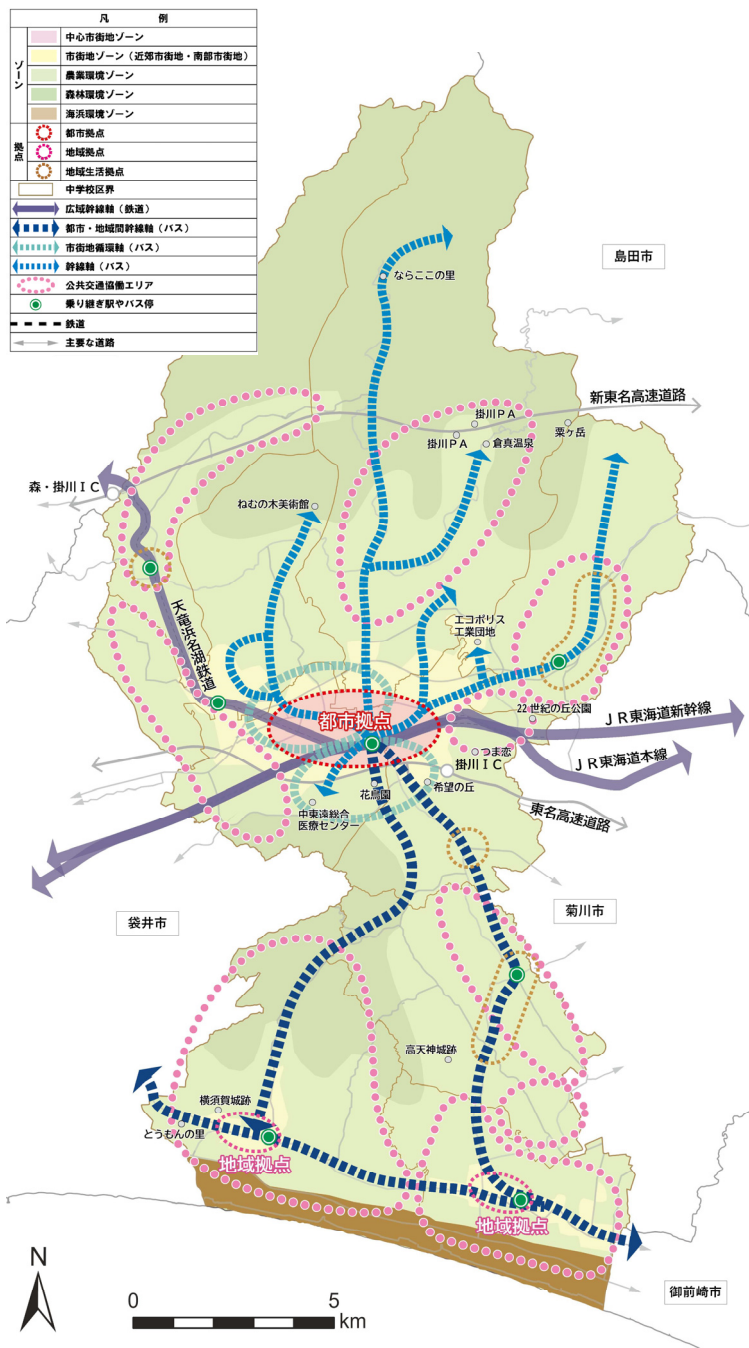 凡　例
ゾーン
中心市街地ゾーン
市街地ゾーン（近郊市街地・南部市街地）
農業環境ゾーン
森林環境ゾーン
海浜環境ゾーン
拠点
都市拠点
地域拠点
地域生活拠点
中学校区界
広域幹線軸（鉄道）
都市・地域間幹線軸（バス）
市街地循環軸（バス）
幹線軸（バス）
公共交通協働エリア
乗り継ぎ駅やバス停
鉄道
主要な道路
島田市
ならここの里
新東名高速道路
掛川ＰＡ
掛川ＰＡ
粟ヶ岳
倉真温泉
森・掛川ＩＣ
ねむの木美術館
天竜浜名湖鉄道
エコポリス
工業団地
22世紀の丘公園
都市拠点
ＪＲ東海道新幹線
つま恋
ＪＲ東海道本線
掛川ＩＣ
花鳥園
希望の丘
中東遠総合
医療センター
東名高速道路
袋井市
菊川市
高天神城跡
横須賀城跡
とうもんの里
地域拠点
地域拠点
御前崎市
N
0
5
km